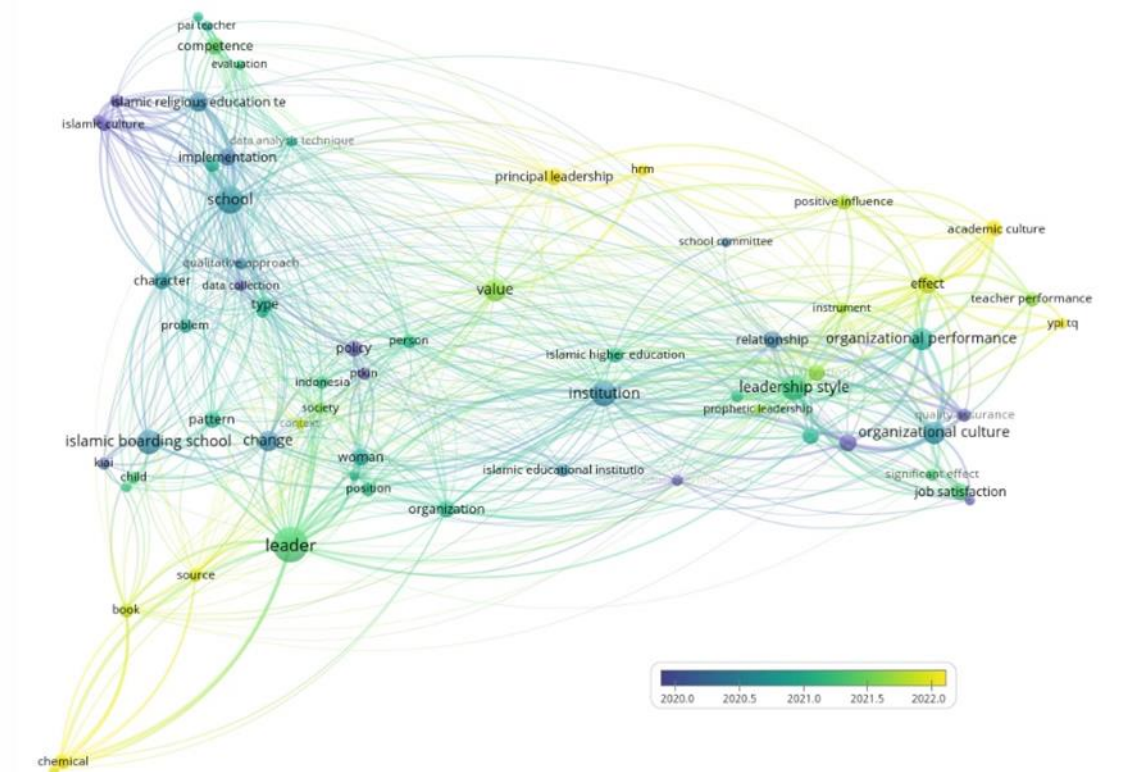 pai teacher
competence
evaluation
islamic religious education te
islamic culture
data analysis technique
implementation
principal leadership
hrm
school
positive influence
academic culture
school committee
qualitative approach
character
data collection
value
effect
type
instrument
teacher performance
problem
ypi tq
policy
person
relationship
organizational performance
islamic higher education
ptkin
indonesia
leadership style
institution
society
prophetic leadership
pattern
context
quality assurance
islamic boarding school
change
organizational culture
kiai
woman
child
islamic educational institutio
significant effect
position
job satisfaction
organization
leader
source
book
2020.0 2020.5 2021.0 2021.5 2022.0
chemical